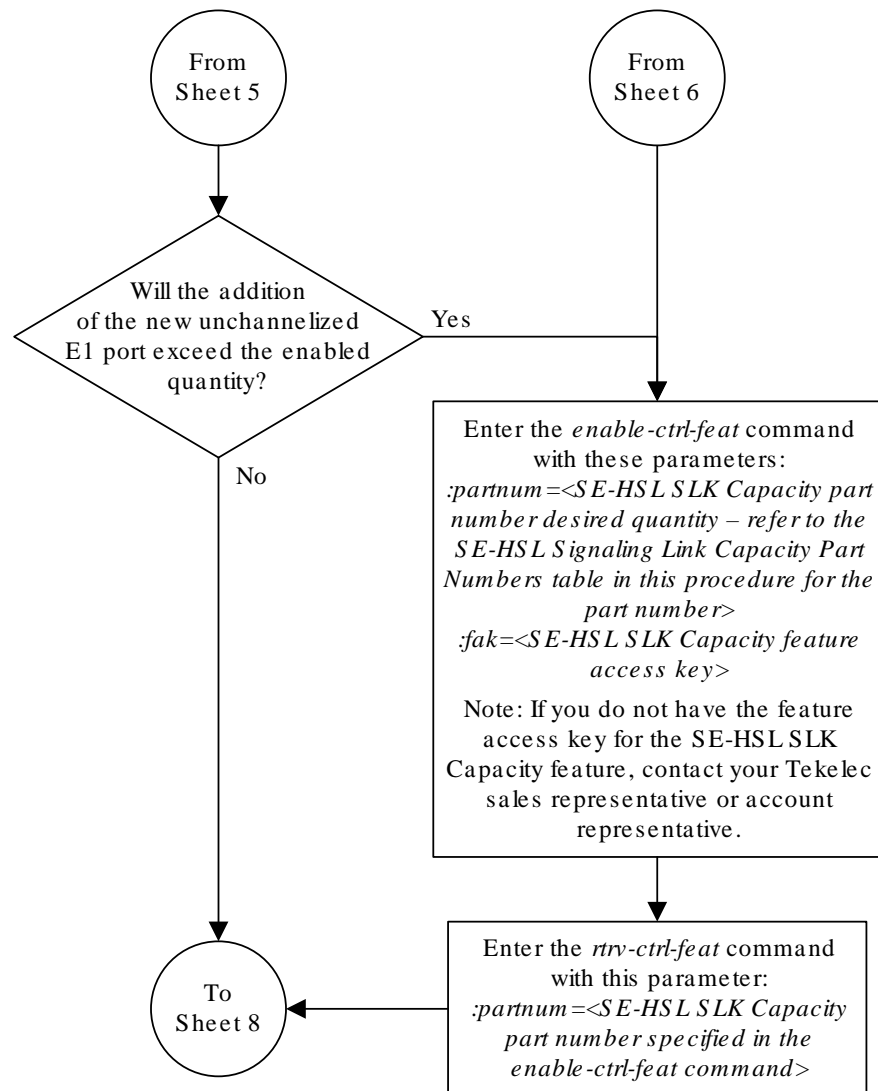 From
Sheet 5
From
Sheet 6
Will the addition
of the new unchannelized
E1 port exceed the enabled
quantity?
Yes
No
Enter the enable-ctrl-feat command
with these parameters:
:partnum=<SE-HSL SLK Capacity part
number desired quantity – refer to the
SE-HSL Signaling Link Capacity Part
Numbers table in this procedure for the
part number>
:fak=<SE-HSL SLK Capacity feature
access key>
Note: If you do not have the feature
access key for the SE-HSL SLK
Capacity feature, contact your Tekelec
sales representative or account
representative.
Enter the rtrv-ctrl-feat command
with this parameter:
:partnum=<SE-HSL SLK Capacity
part number specified in the
enable-ctrl-feat command>
To
Sheet 8